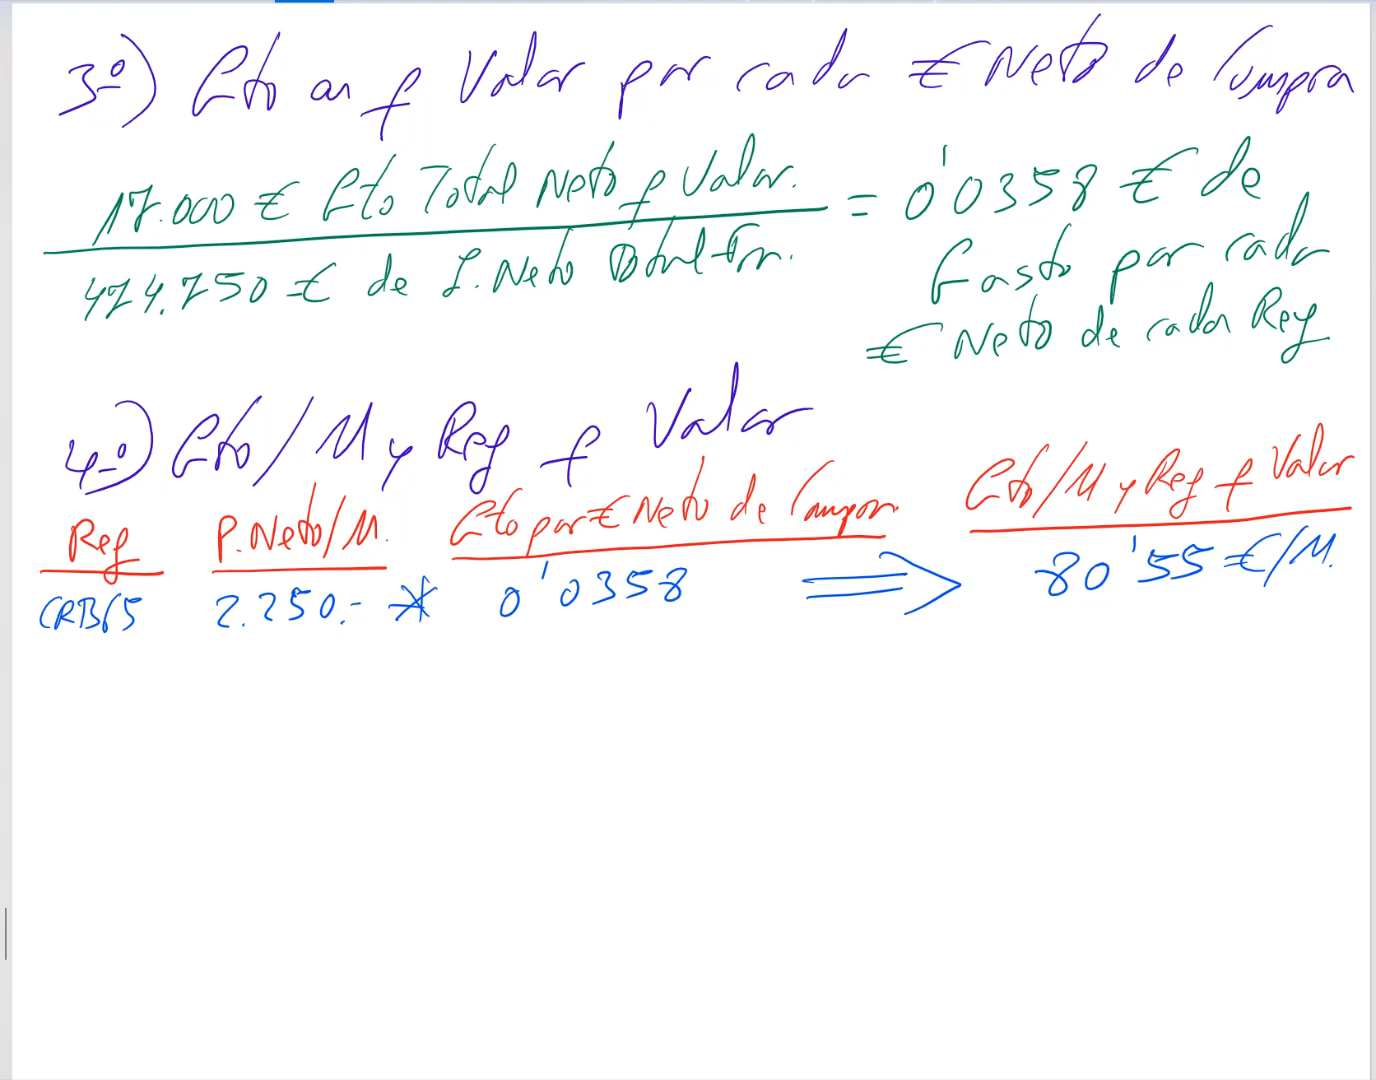 3º) Gto en f Valor por cada € Neto de Compra
17.000 € Gto Total Neto f Valor. = 0'0358 € de
474.750 € de I. Neto Total Fra. Gasto por cada
€ Neto de cada Ref
4º) Gto/M y Ref f Valor
Ref P.Neto/M. Gto por € Neto de Compra. Gto/M y Ref f Valor
CRB65 2.250.- * 0'0358 ⇒ 80'55 €/M.